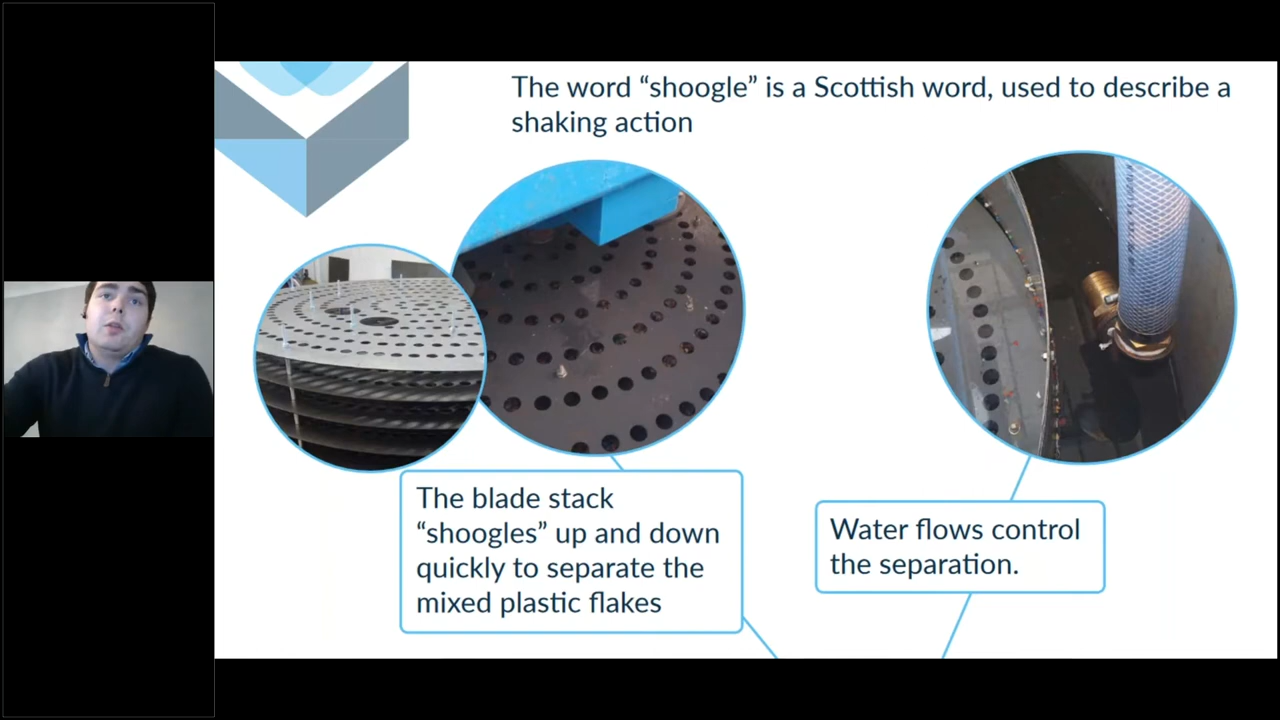 The word “shoogle” is a Scottish word, used to describe a
shaking action
The blade stack
“shoogles” up and down
quickly to separate the
mixed plastic flakes
Water flows control
the separation.